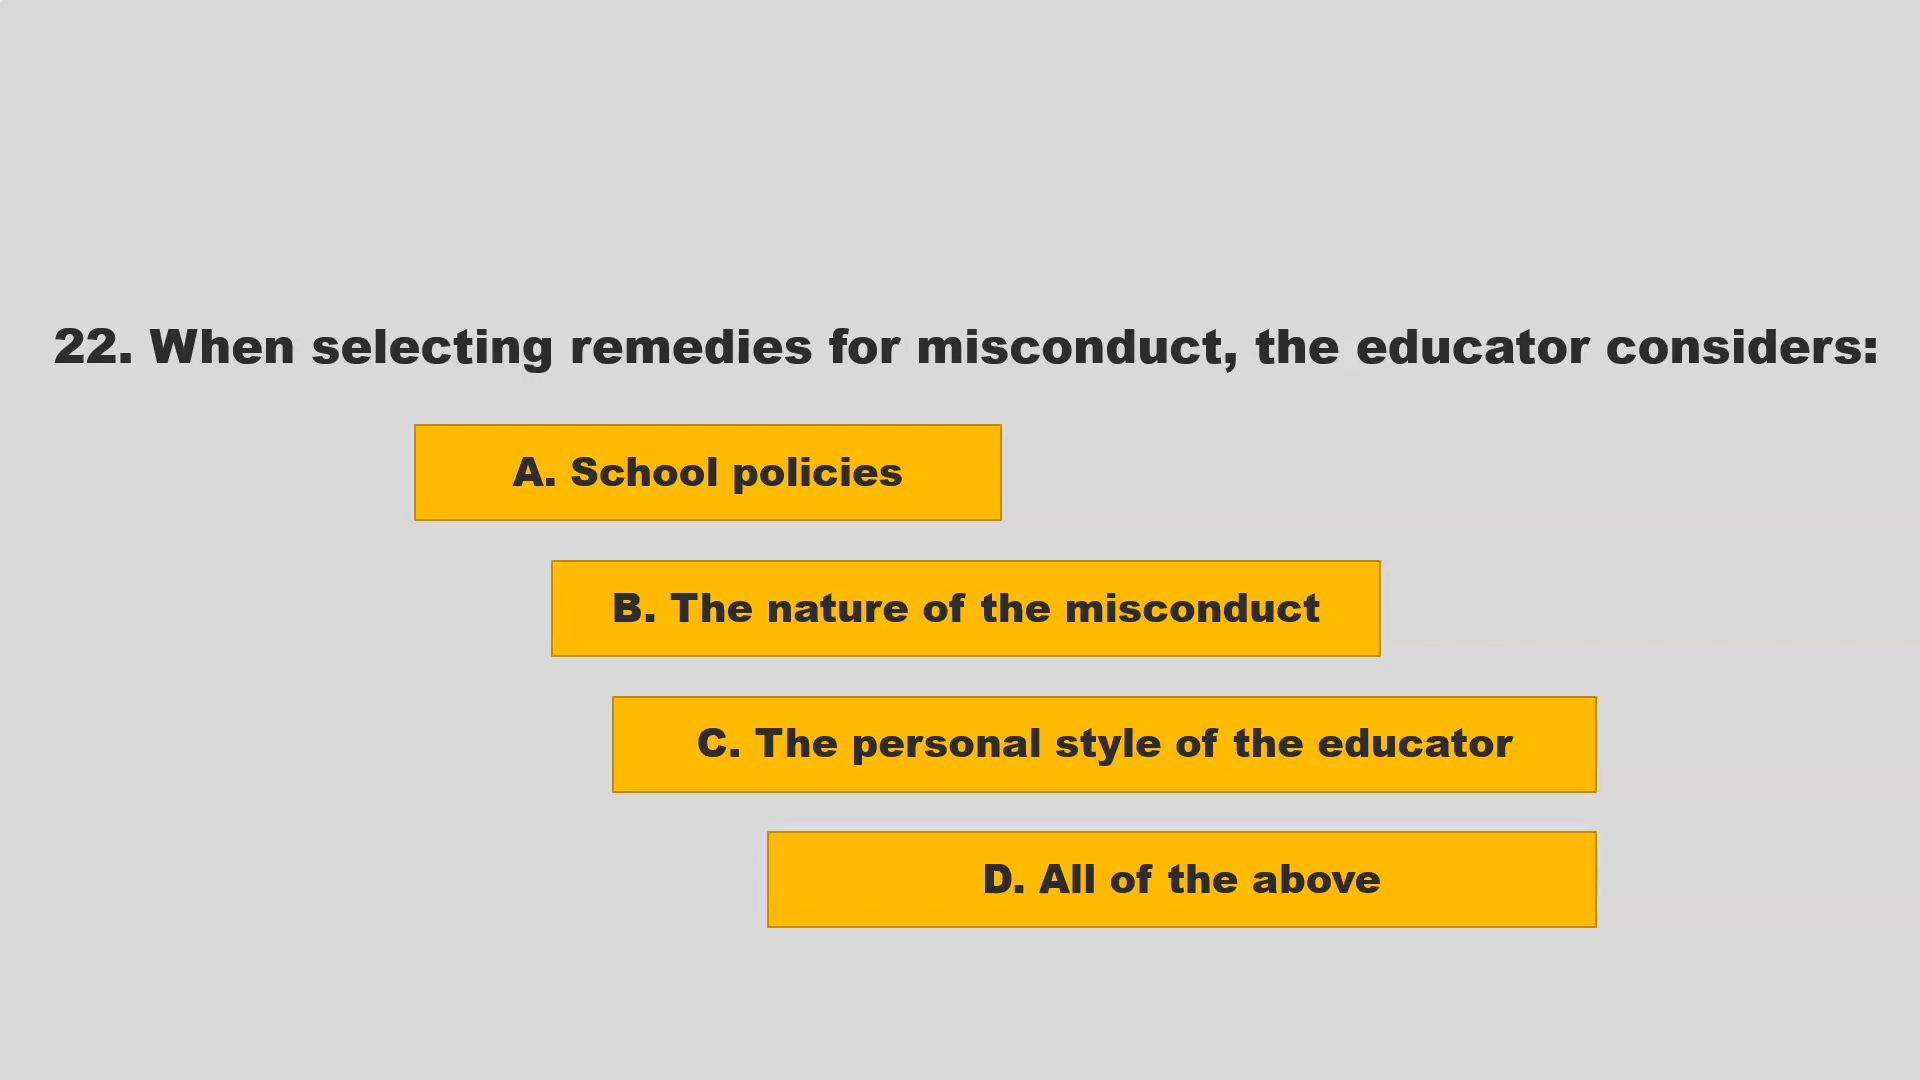 22. When selecting remedies for misconduct, the educator considers:
A. School policies
B. The nature of the misconduct
C. The personal style of the educator
D. All of the above